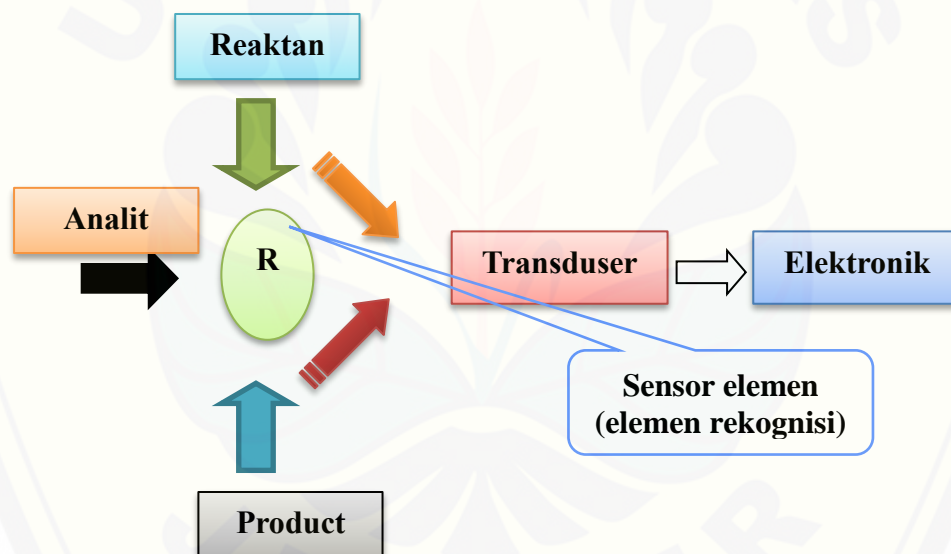 Reaktan
Analit
R
Transduser
Elektronik
Sensor elemen
(elemen rekognisi)
Product